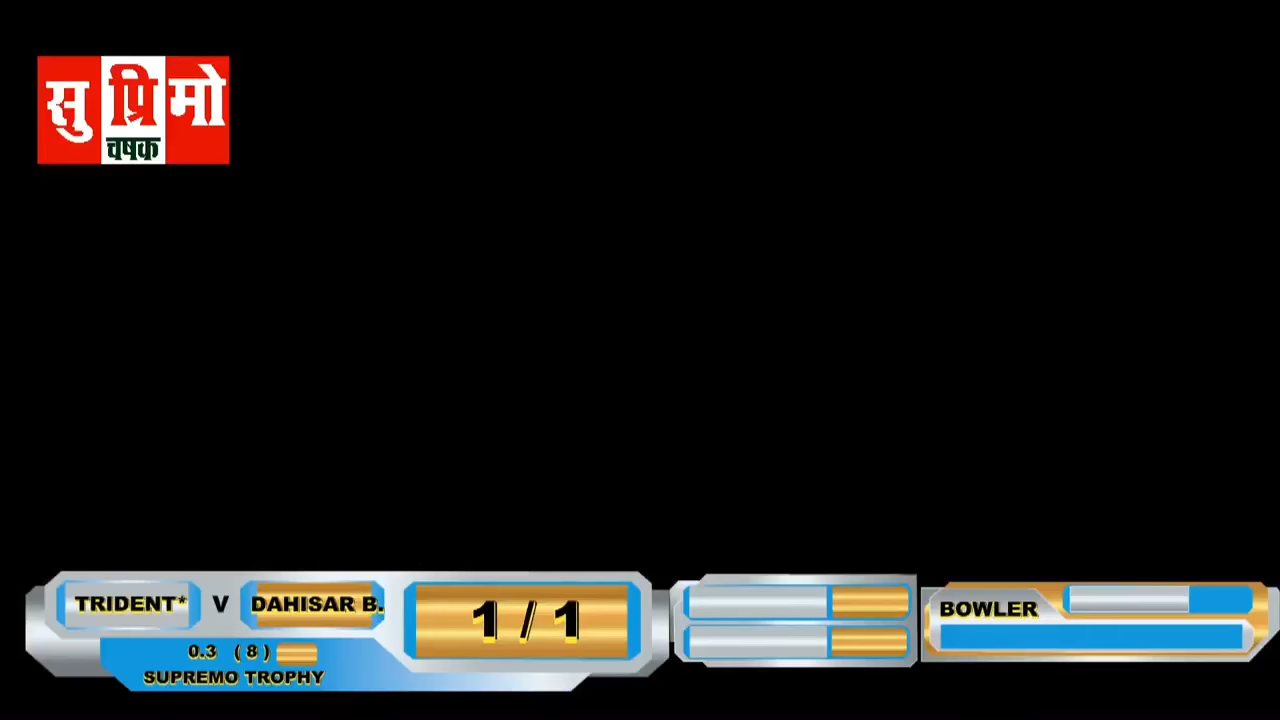 सुप्रिमो
चषक
TRIDENT* V DAHISAR B.
1 / 1
0.3 ( 8 )
SUPREMO TROPHY
BOWLER